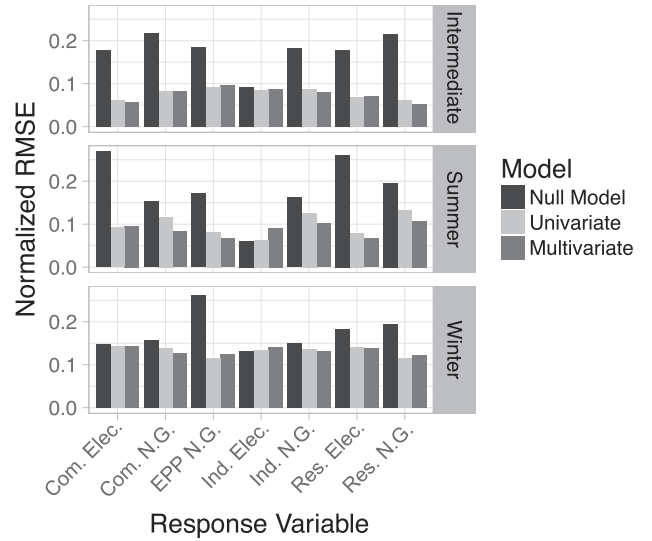 Normalized RMSE
0.2
0.1
0.0
Intermediate
0.2
0.1
0.0
Summer
0.2
0.1
0.0
Winter
Com. Elec.
Com. N.G.
EPP N.G.
Ind. Elec.
Ind. N.G.
Res. Elec.
Res. N.G.
Response Variable
Model
Null Model
Univariate
Multivariate